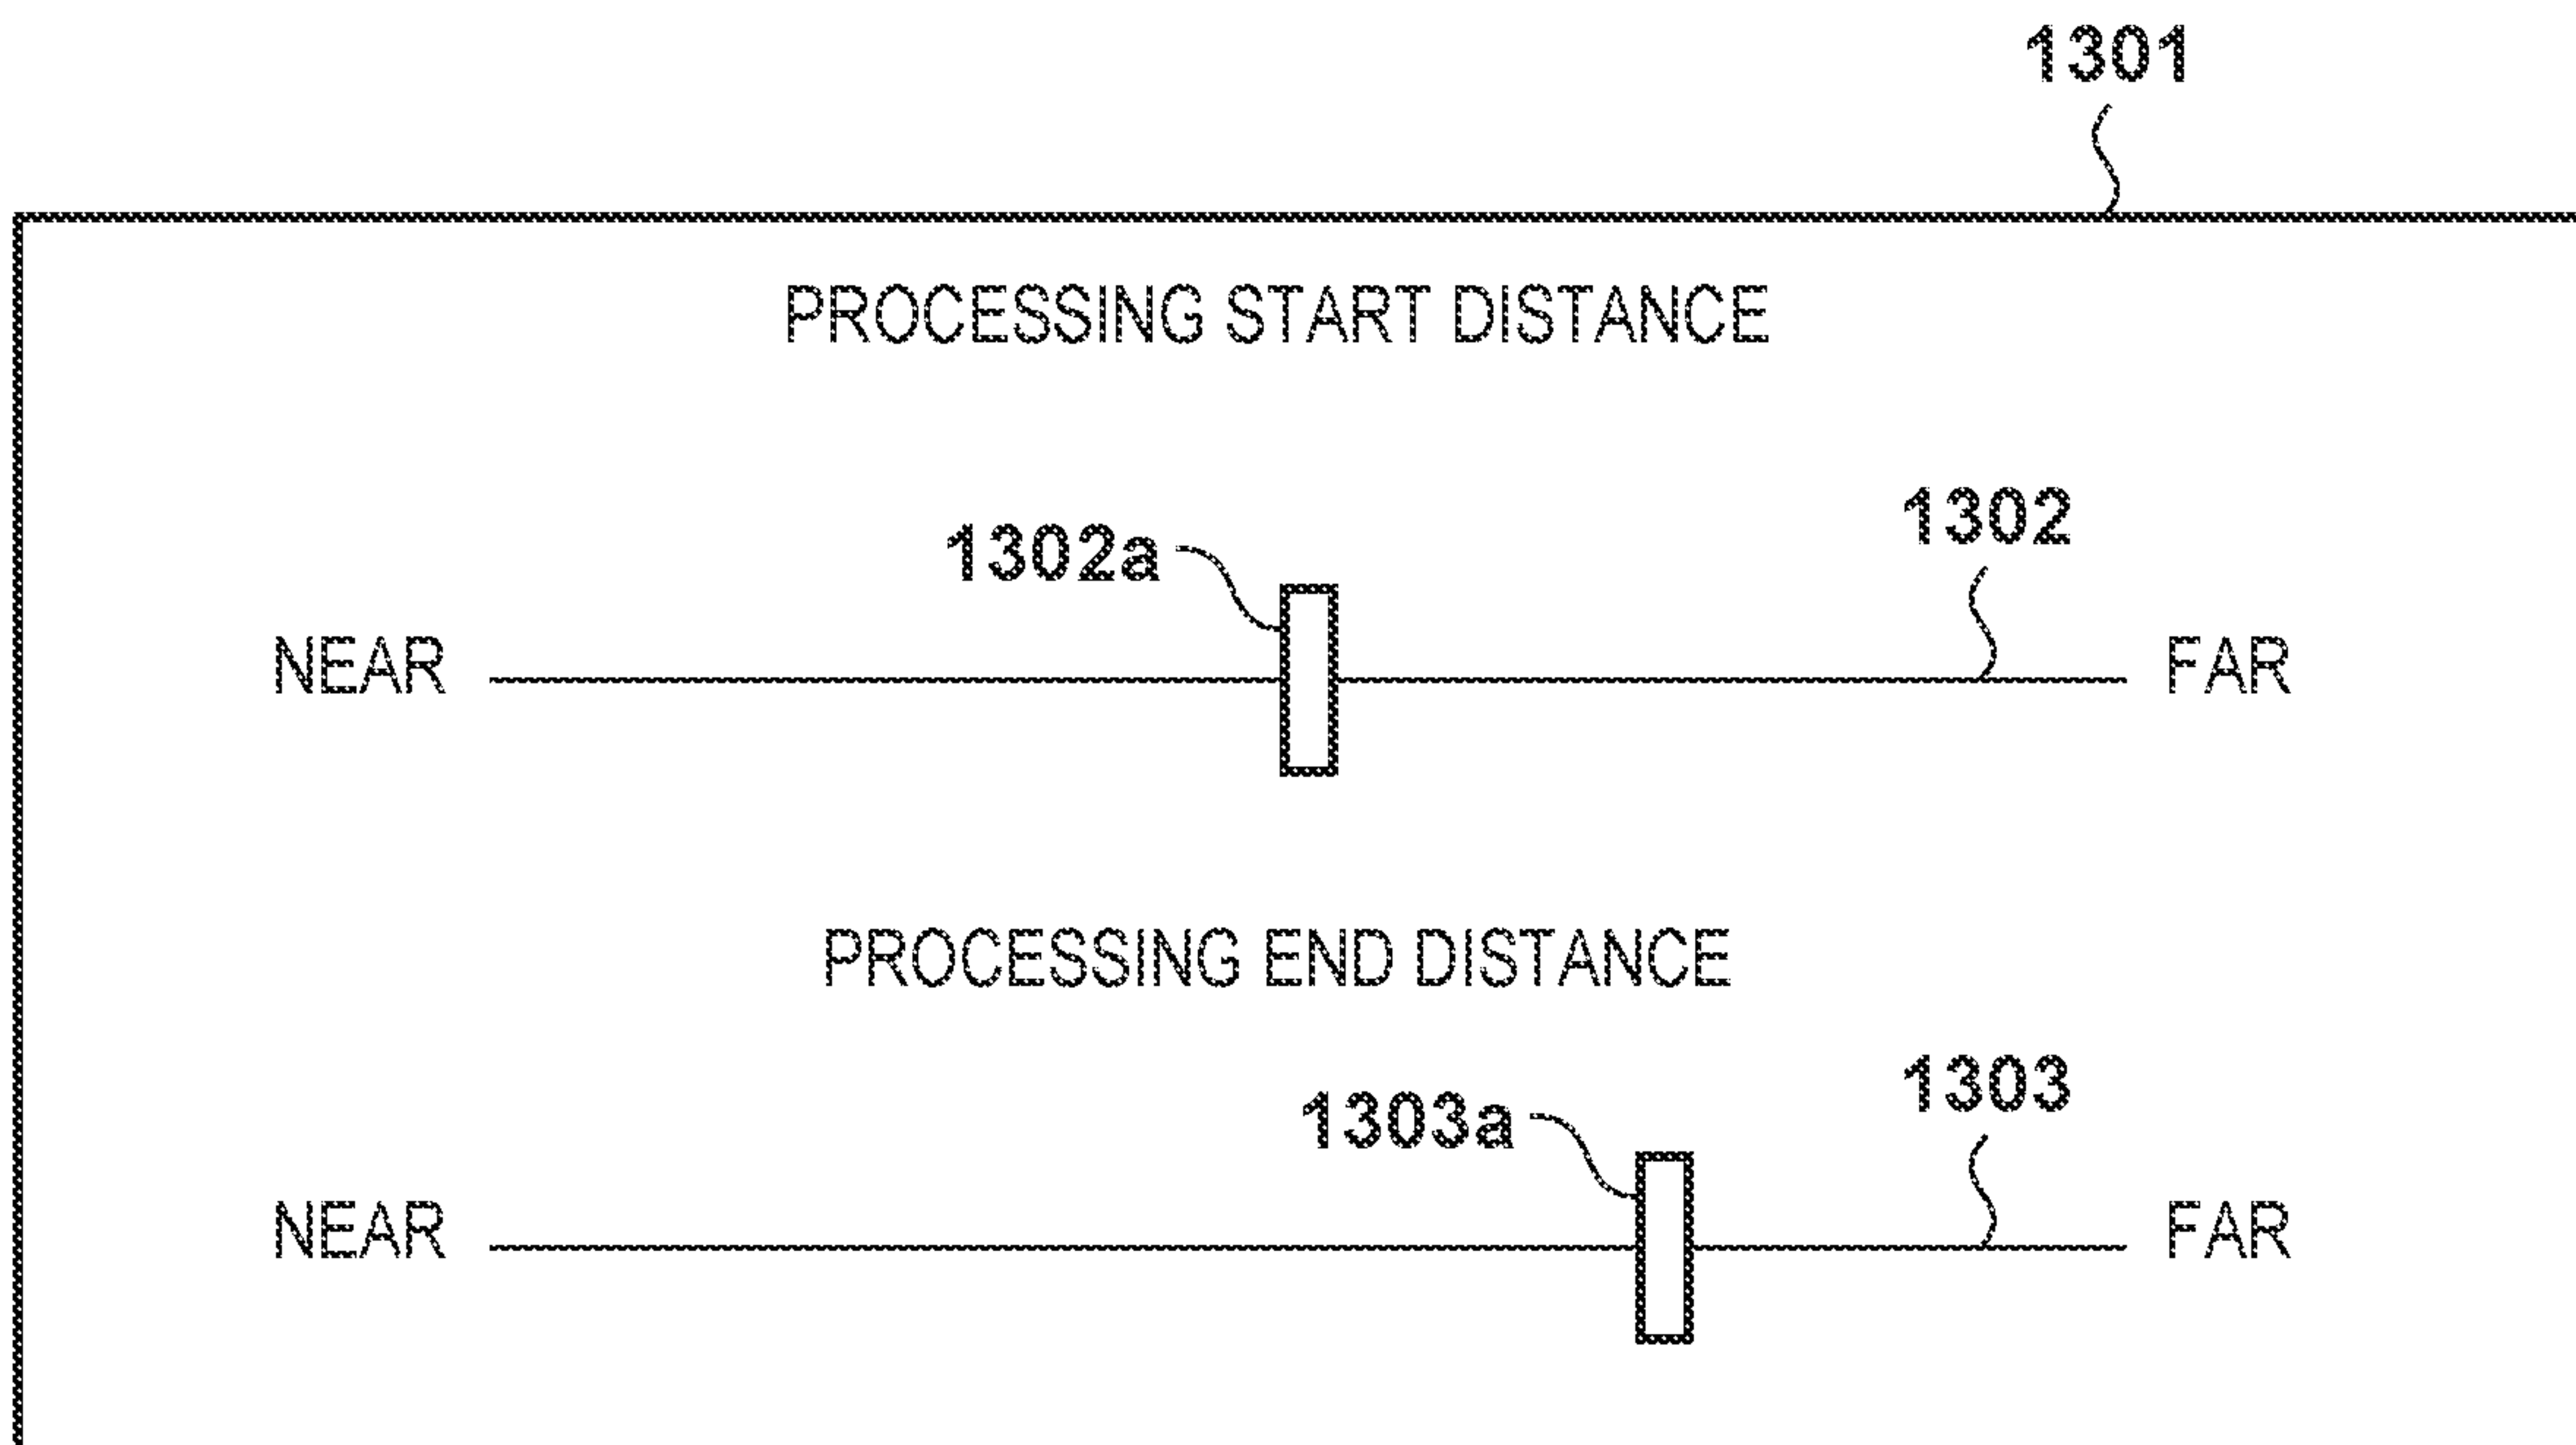 1301
PROCESSING START DISTANCE
1302
1302a
NEAR FAR
PROCESSING END DISTANCE
1303
1303a
NEAR FAR